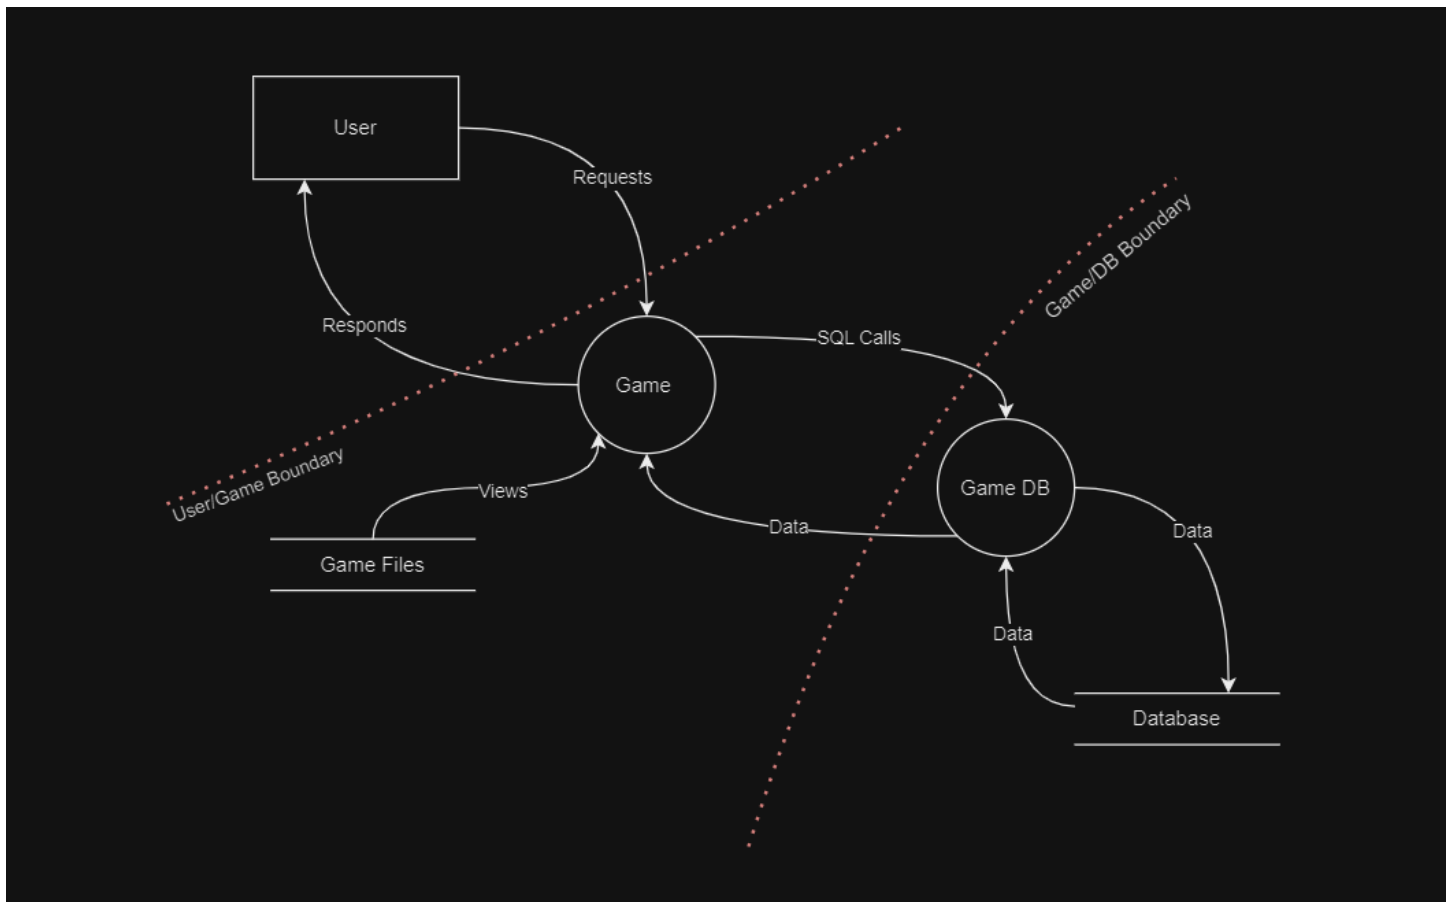 User
Requests
Game/DB Boundary
Responds
SQL Calls
Game
User/Game Boundary
Views
Game DB
Data
Data
Game Files
Data
Database